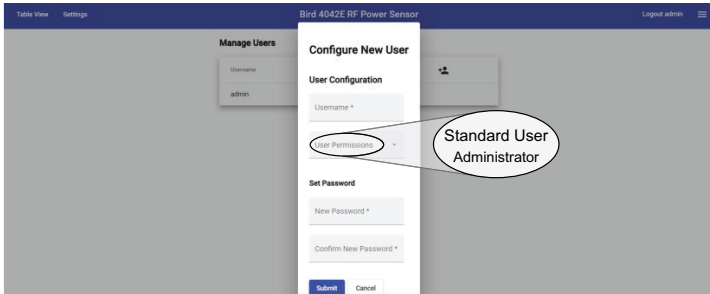 Table View Settings Bird 4042E RF Power Sensor Logout admin
Manage Users
Username
admin
Configure New User
User Configuration
Username *
User Permissions
Standard User
Administrator
Set Password
New Password *
Confirm New Password *
Submit Cancel